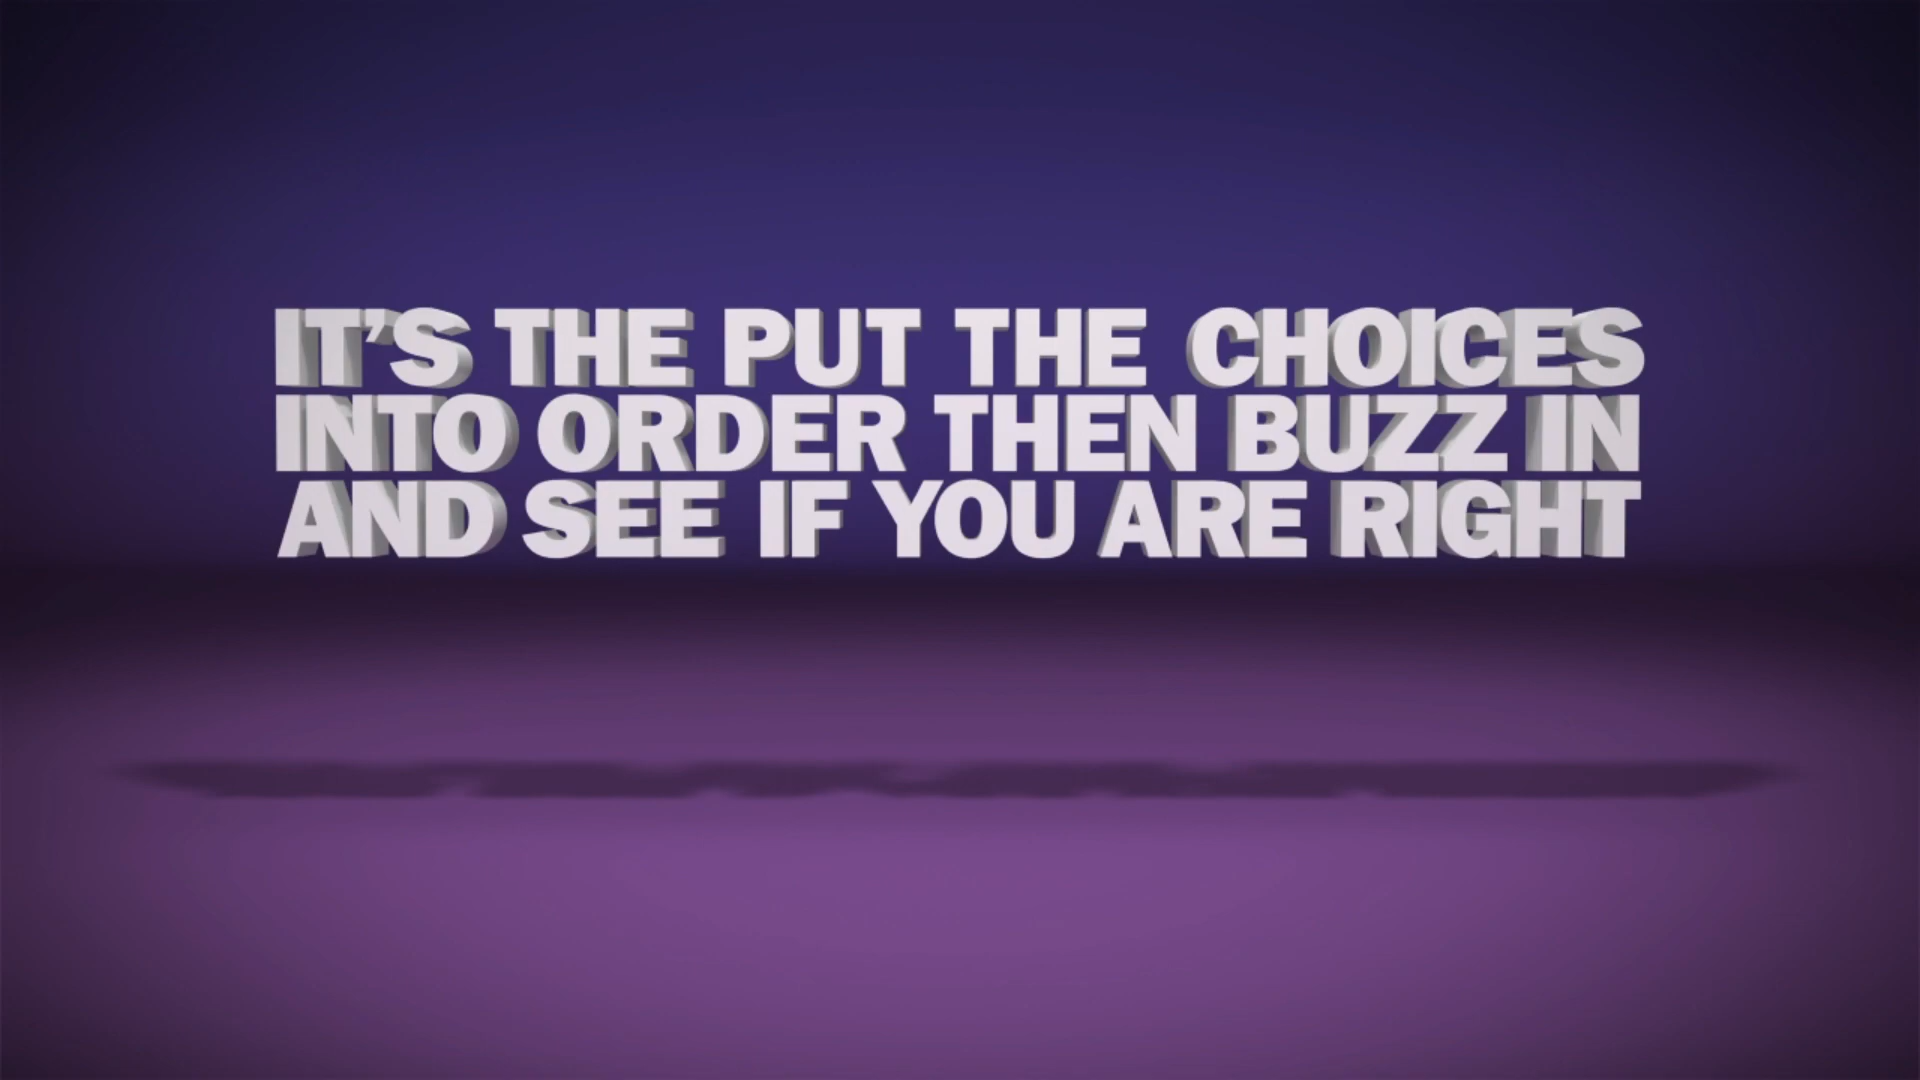 IT'S THE PUT THE CHOICES
INTO ORDER THEN BUZZ IN
AND SEE IF YOU ARE RIGHT